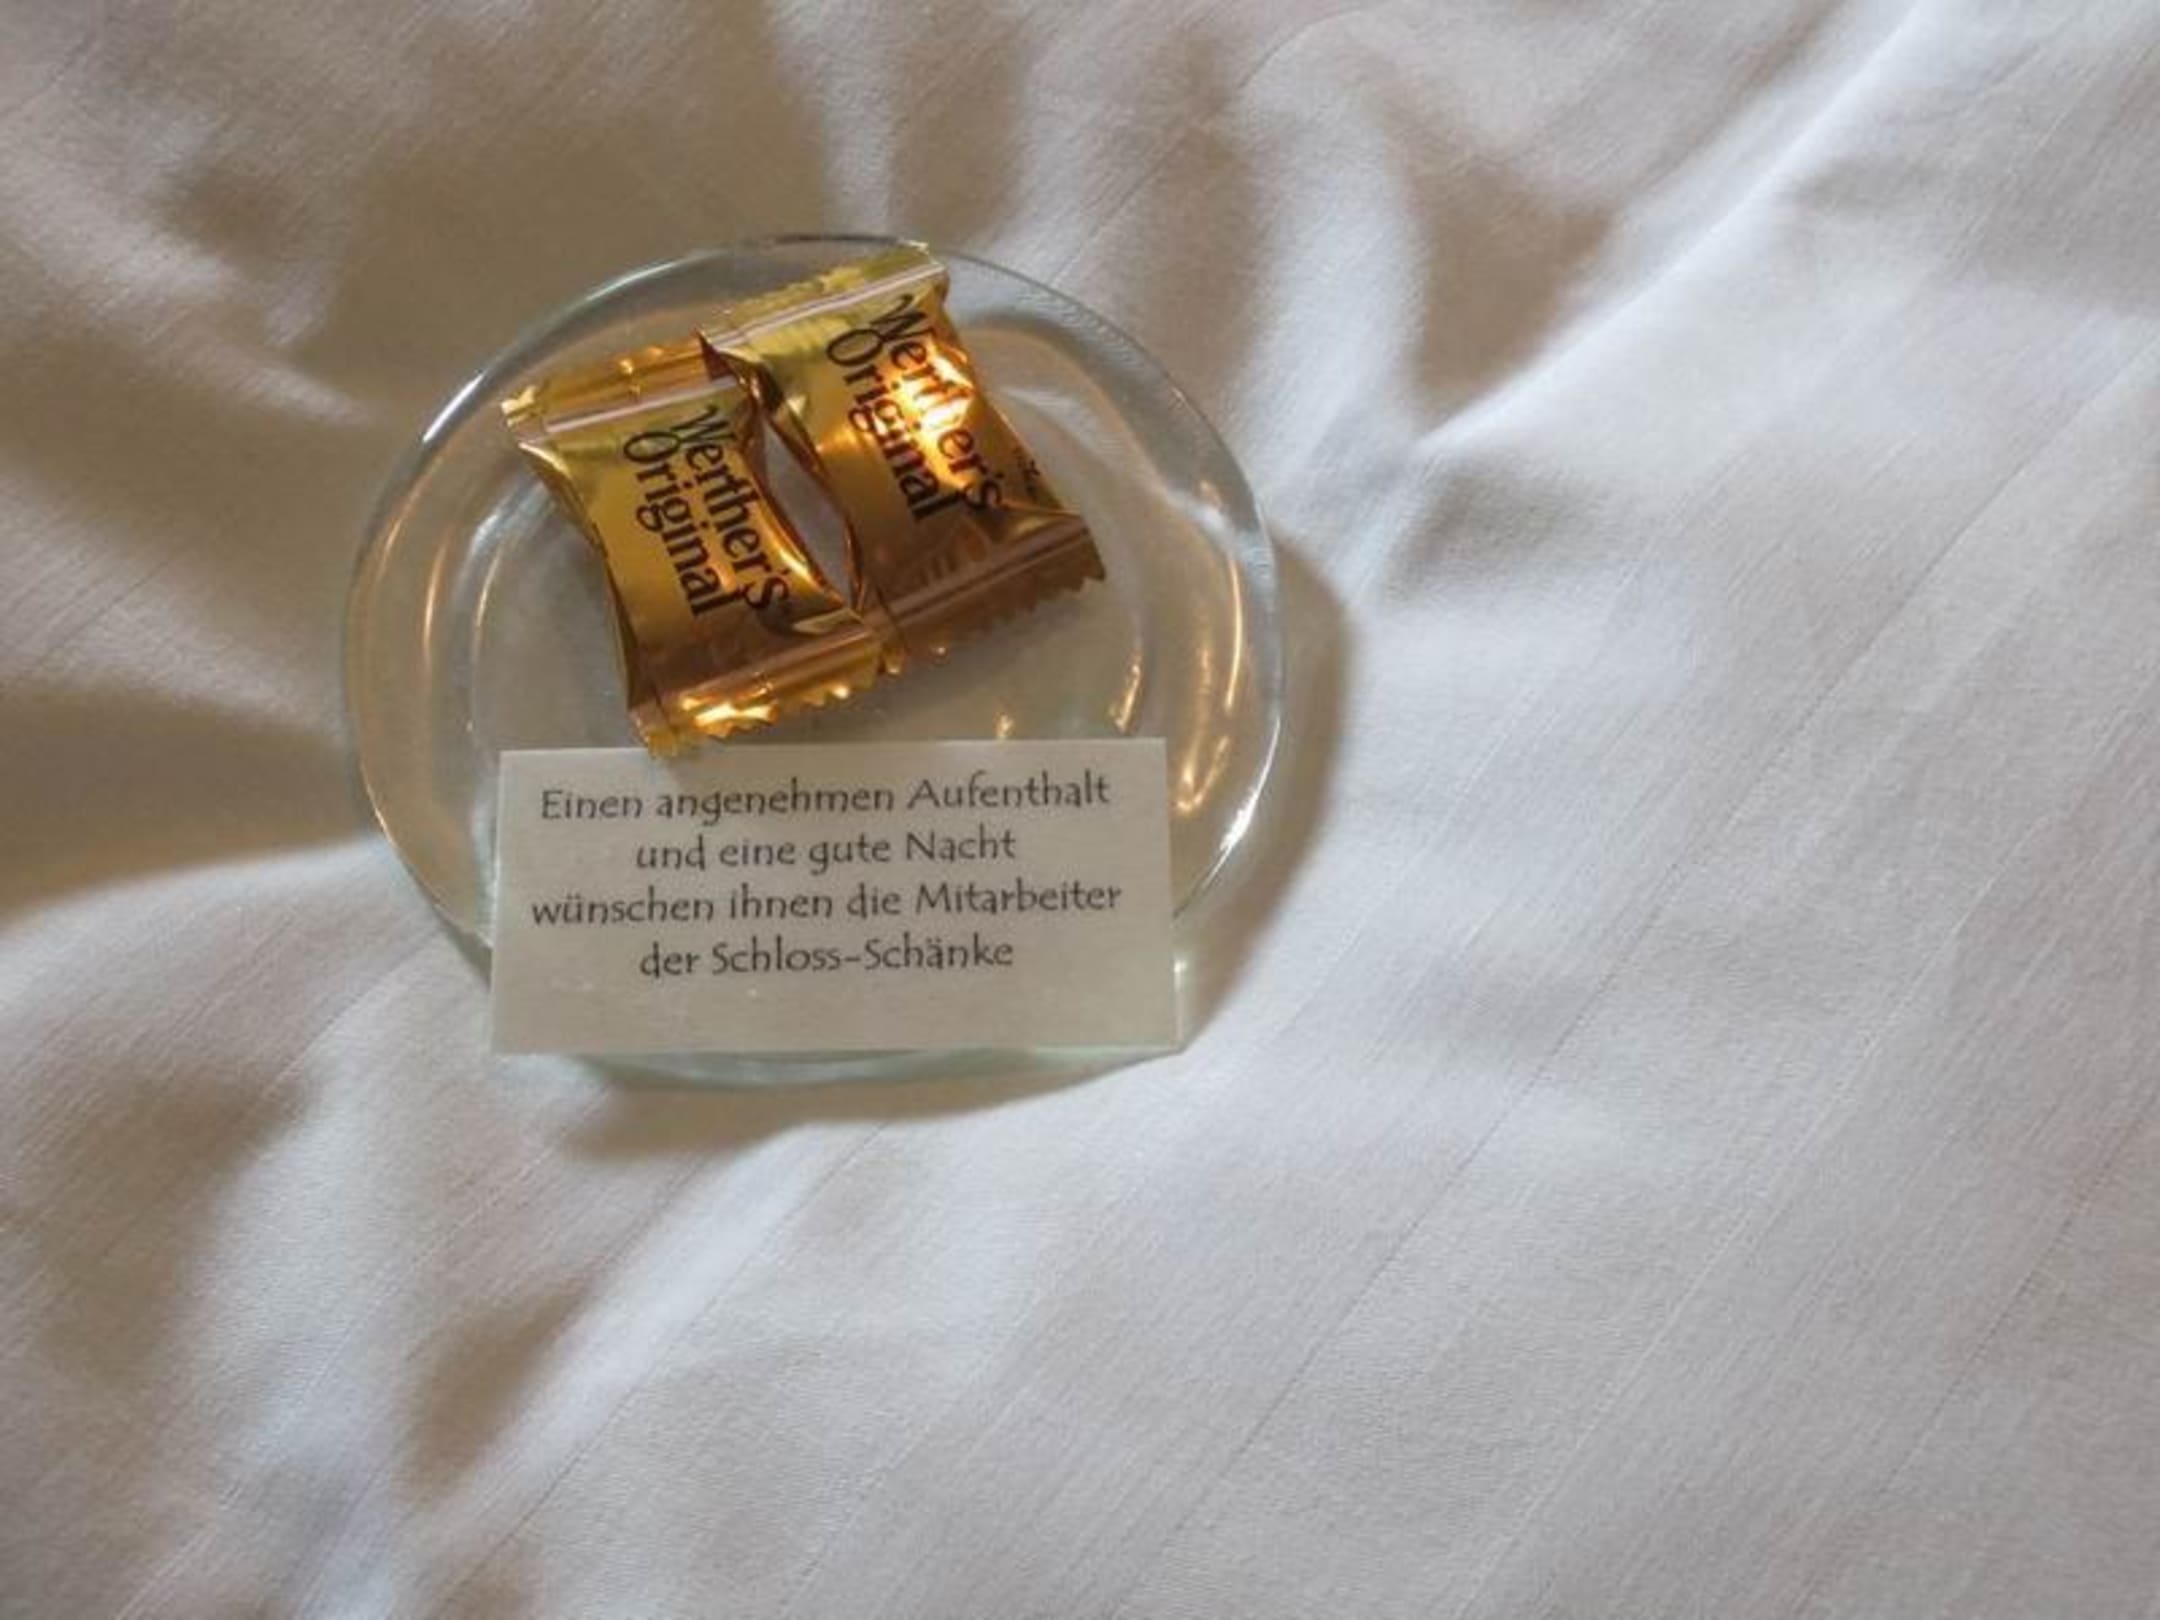 Werther's
Original
Werther's
Original
Einen angenehmen Aufenthalt
und eine gute Nacht
wünschen ihnen die Mitarbeiter
der Schloss-Schänke